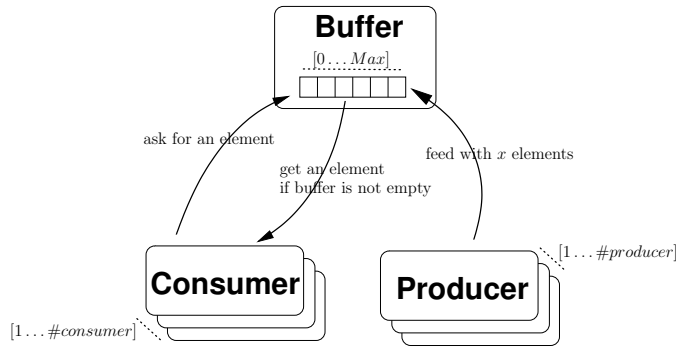 Buffer
[0 . . . Max]
ask for an element
feed with x elements
get an element
if buffer is not empty
[1 . . . #producer]
Consumer
Producer
[1 . . . #consumer]